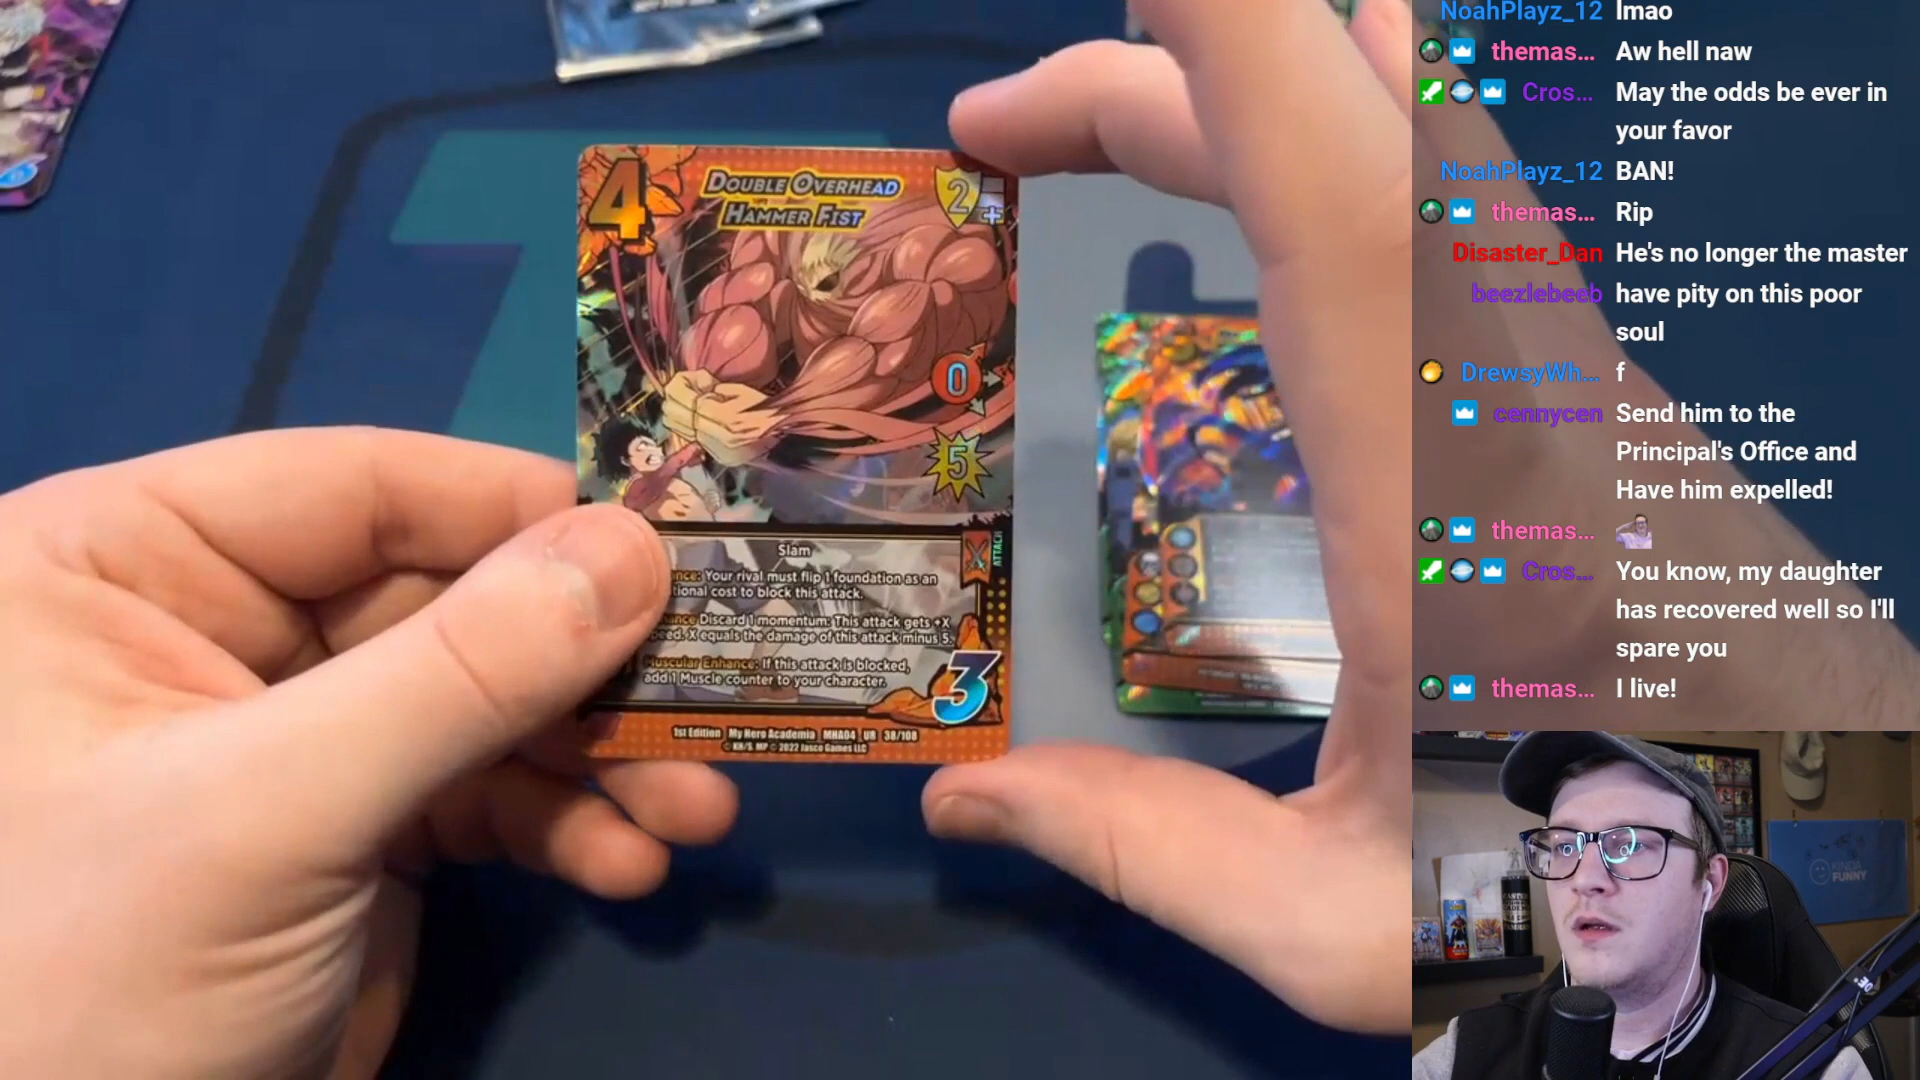 4
DOUBLE OVERHEAD
HAMMER FIST
2
+
0
5
Slam
ATTACK
Your rival must flip 1 foundation as an
cost to block this attack.
Discard 1 momentum: This attack gets +X
X equals the damage of this attack minus 5.
Muscular Enhance: If this attack is blocked,
add 1 Muscle counter to your character.
3
1st Edition My Hero Academia MHA04 UR 38/108
© 2022 Jasco Games LLC
NoahPlayz_12 lmao
themas... Aw hell naw
Cros... May the odds be ever in
your favor
NoahPlayz_12 BAN!
themas... Rip
Disaster_Dan He's no longer the master
beezlebeeb have pity on this poor
soul
DrewsyWh... f
cennycen Send him to the
Principal's Office and
Have him expelled!
themas...
Cros... You know, my daughter
has recovered well so I'll
spare you
themas... I live!
KINDA
FUNNY